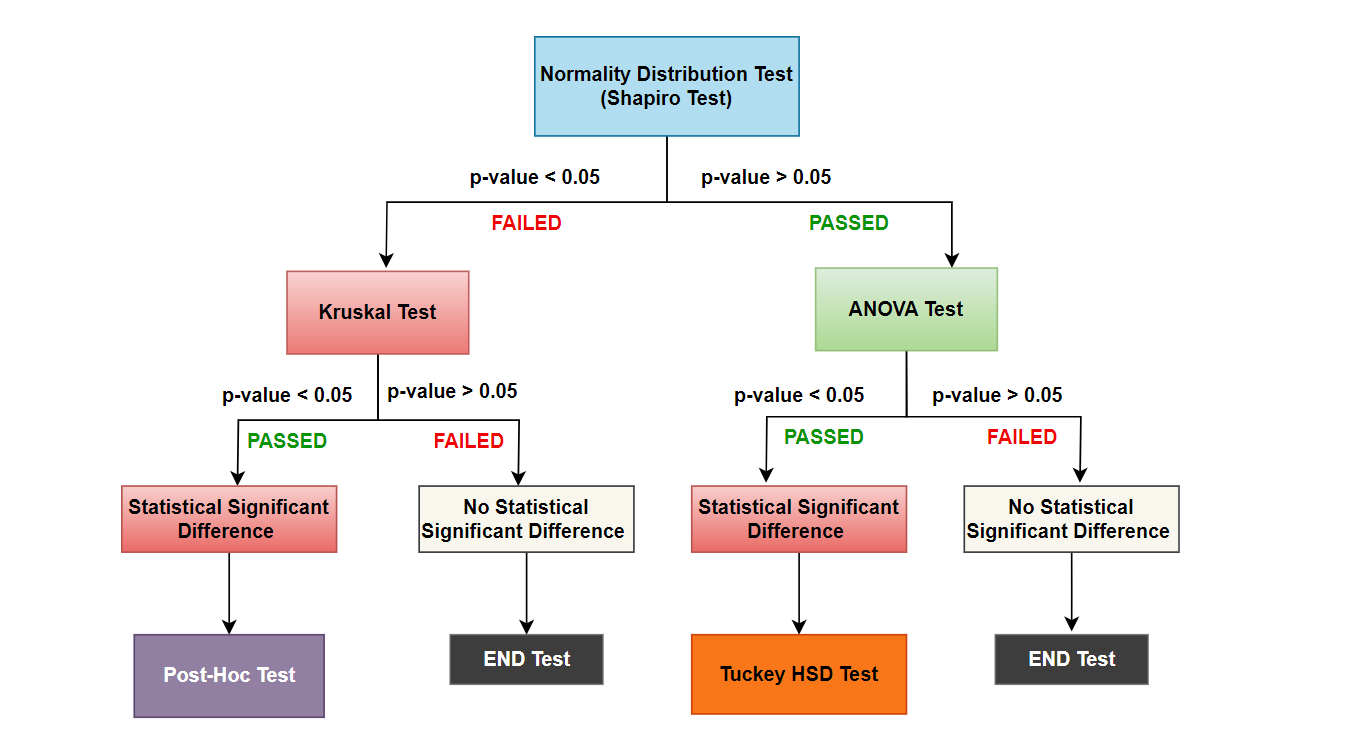 Normality Distribution Test
(Shapiro Test)
p-value < 0.05
p-value > 0.05
FAILED
PASSED
Kruskal Test
ANOVA Test
p-value < 0.05
p-value > 0.05
p-value < 0.05
p-value > 0.05
PASSED
FAILED
PASSED
FAILED
Statistical Significant
Difference
No Statistical
Significant Difference
Statistical Significant
Difference
No Statistical
Significant Difference
Post-Hoc Test
END Test
Tuckey HSD Test
END Test